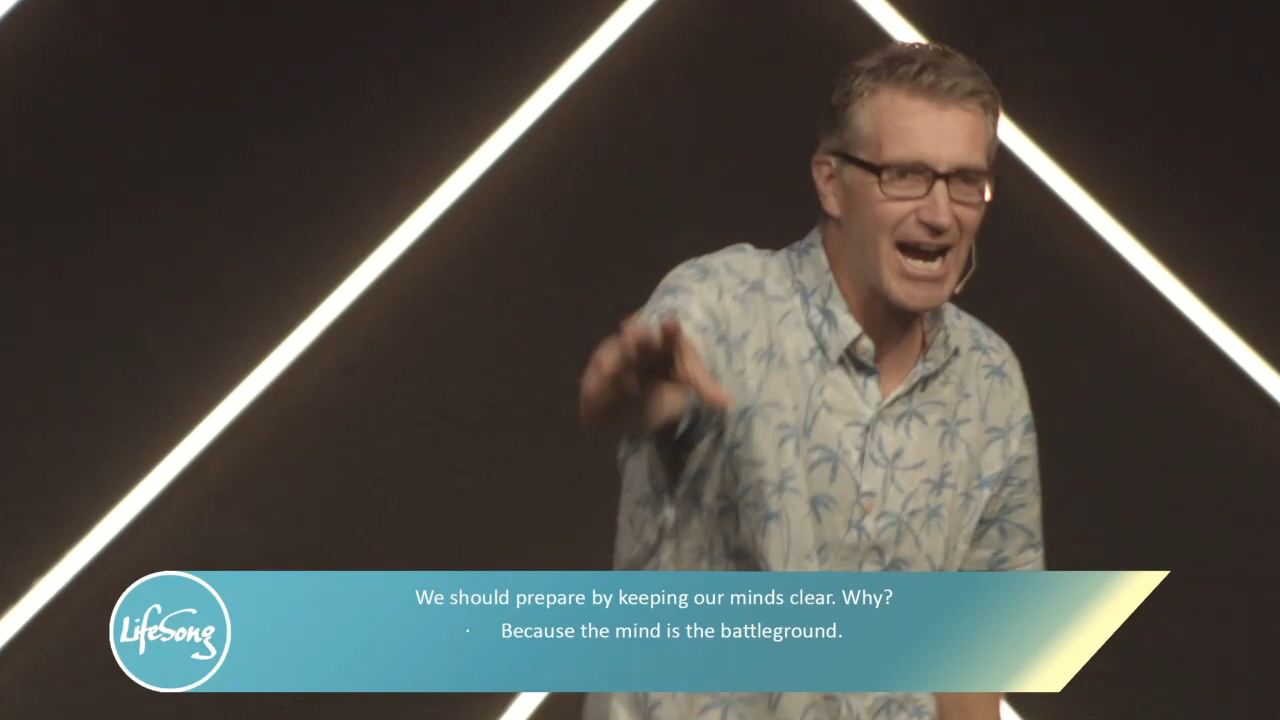 LifeSong
We should prepare by keeping our minds clear. Why?
· Because the mind is the battleground.